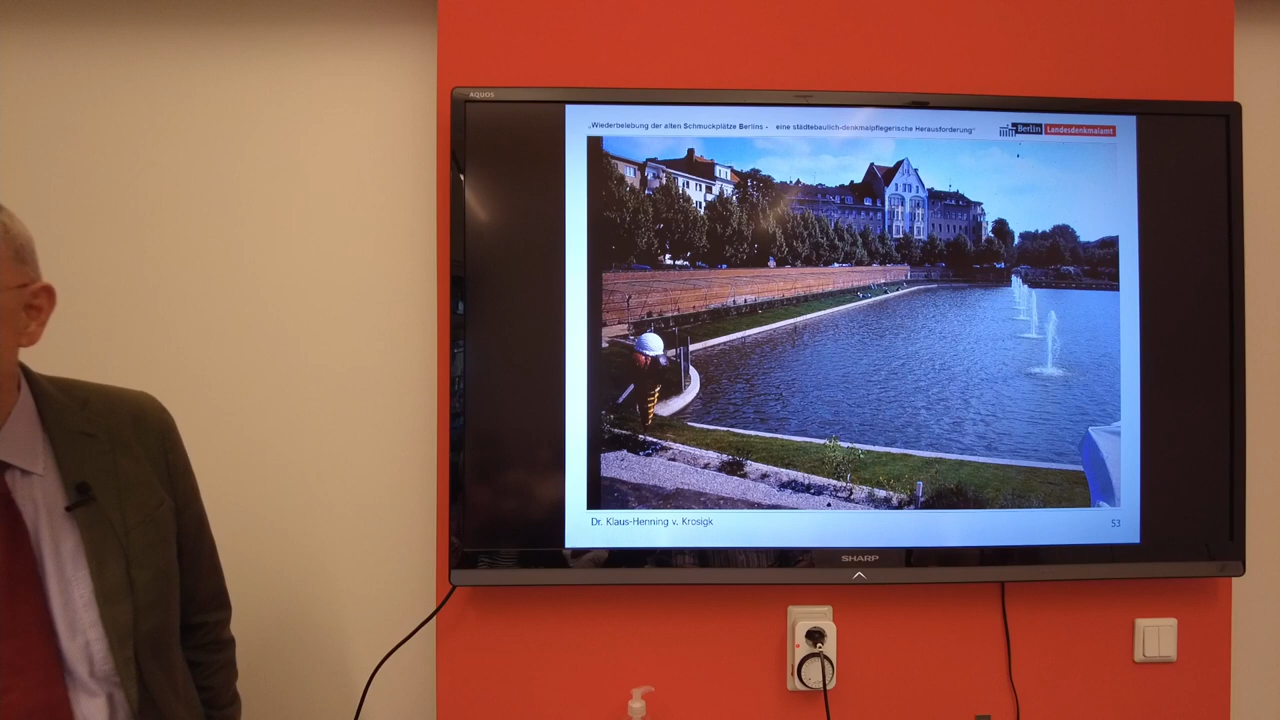 AQUOS
„Wiederbelebung der alten Schmuckplätze Berlins - eine städtebaulich-denkmalpflegerische Herausforderung"
Berlin Landesdenkmalamt
Dr. Klaus-Henning v. Krosigk
53
SHARP